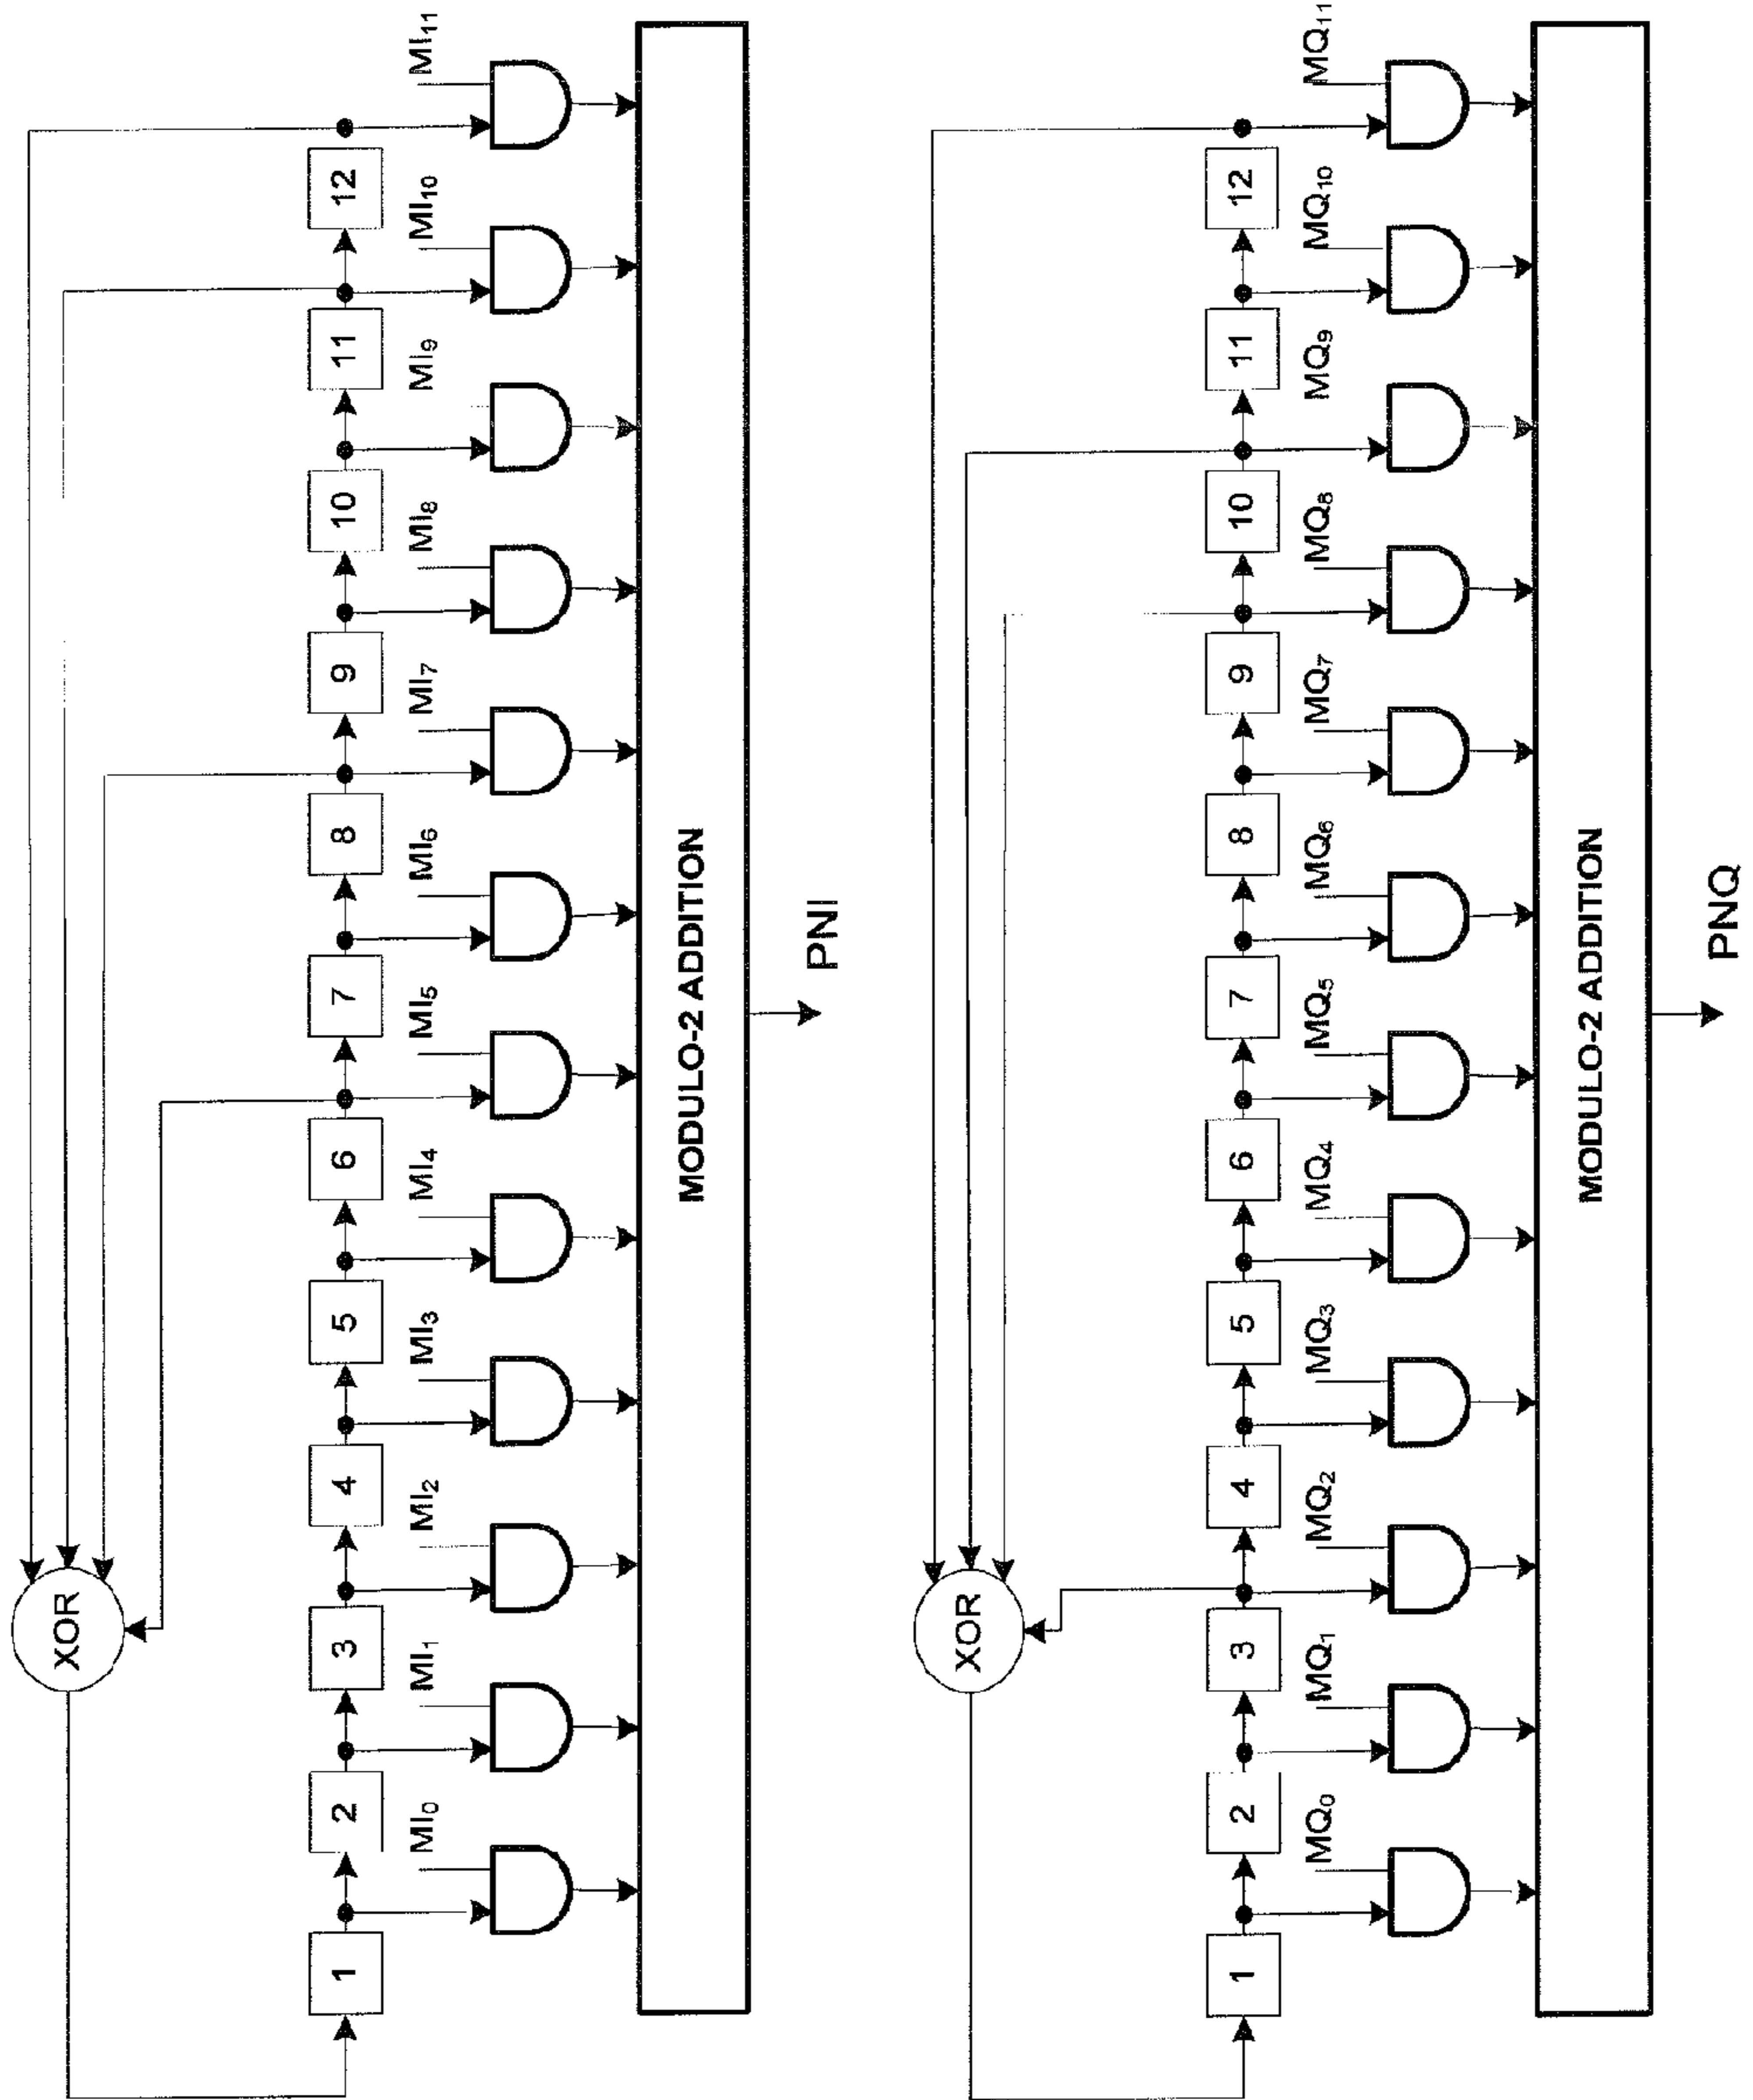 XOR
1 2 3 4 5 6 7 8 9 10 11 12
MI0 MI1 MI2 MI3 MI4 MI5 MI6 MI7 MI8 MI9 MI10 MI11
MODULO-2 ADDITION
PNI
XOR
1 2 3 4 5 6 7 8 9 10 11 12
MQ0 MQ1 MQ2 MQ3 MQ4 MQ5 MQ6 MQ7 MQ8 MQ9 MQ10 MQ11
MODULO-2 ADDITION
PNQ